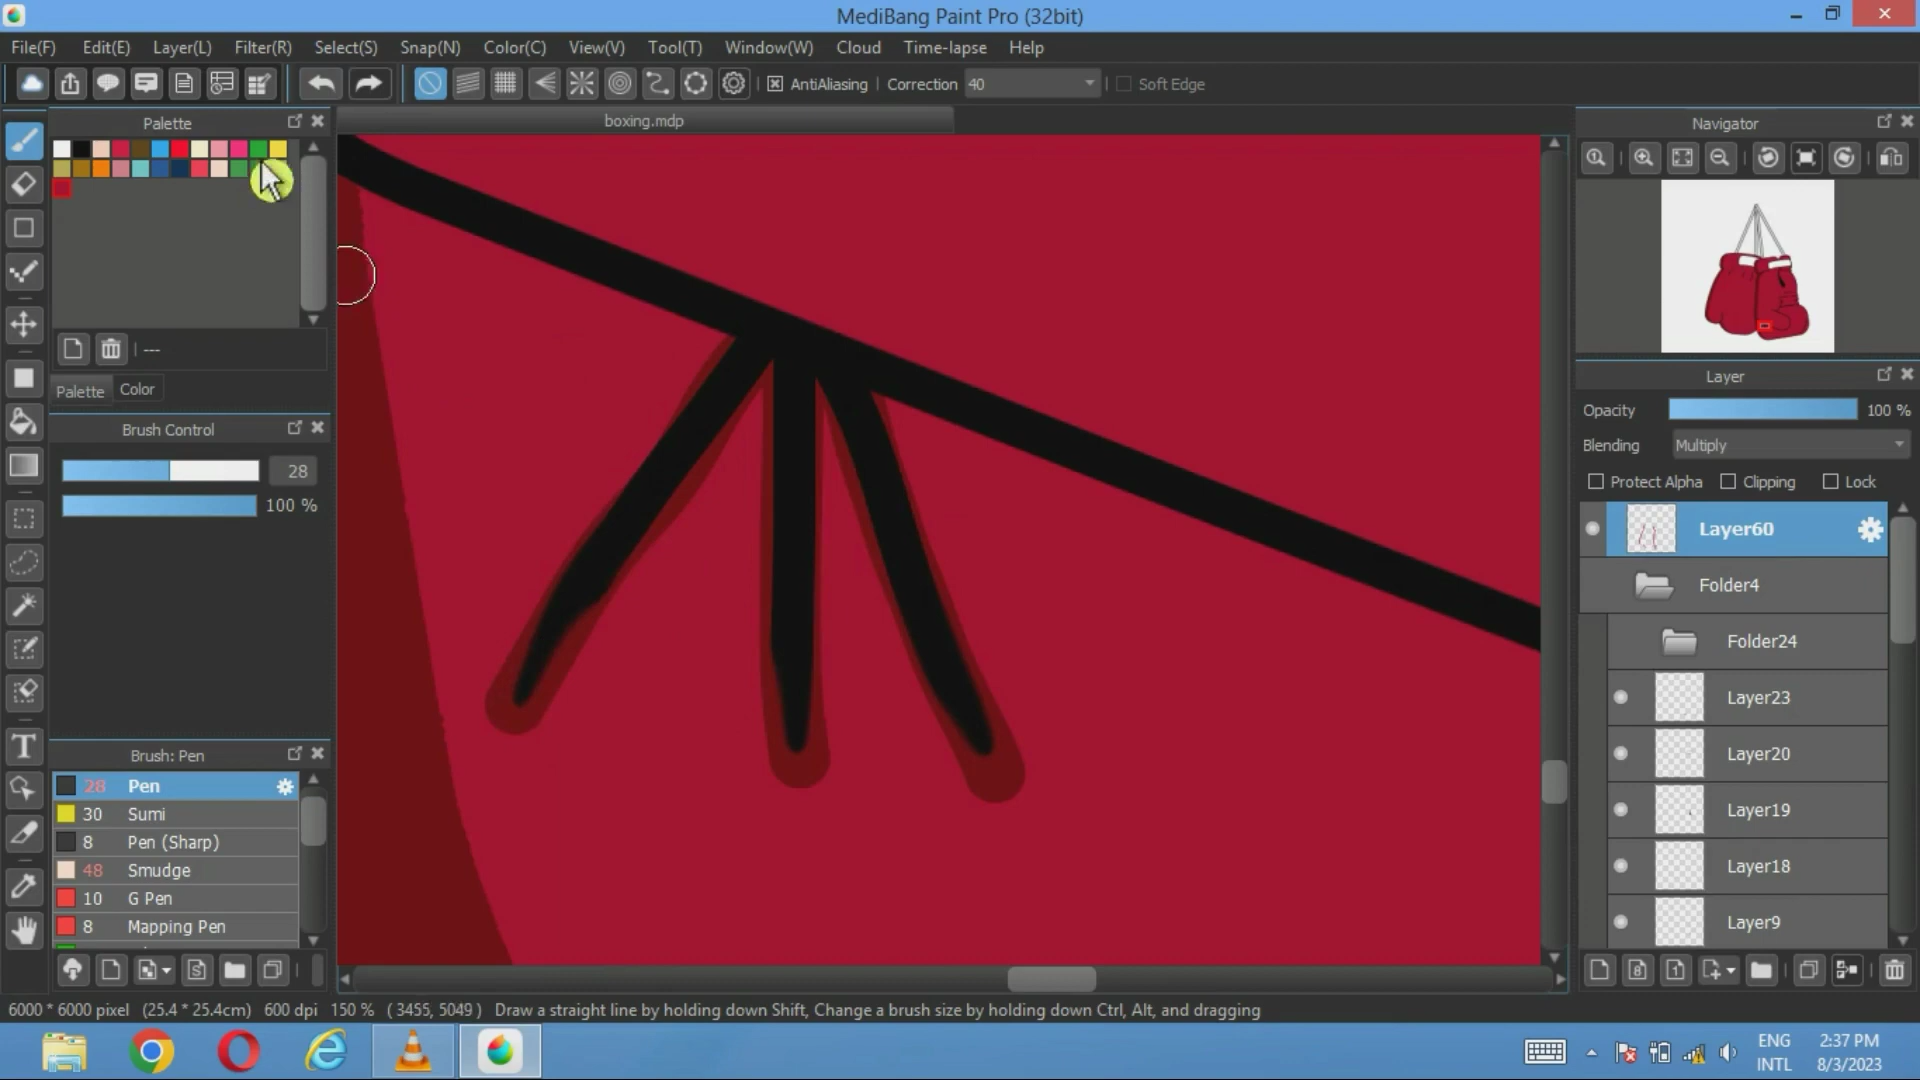 MediBang Paint Pro (32bit)
File(F) Edit(E) Layer(L) Filter(R) Select(S) Snap(N) Color(C) View(V) Tool(T) Window(W) Cloud Time-lapse Help
AntiAliasing Correction 40 Soft Edge
Palette boxing.mdp Navigator
---
Palette Color
Layer
Opacity 100 %
Brush Control
Blending Multiply
28
Protect Alpha Clipping Lock
100 %
Layer60
Folder4
Folder24
Layer23
Brush: Pen
Layer20
28 Pen
30 Sumi
Layer19
8 Pen (Sharp)
48 Smudge
Layer18
10 G Pen
8 Mapping Pen
Layer9
6000 * 6000 pixel (25.4 * 25.4cm) 600 dpi 150 % ( 3455, 5049 ) Draw a straight line by holding down Shift, Change a brush size by holding down Ctrl, Alt, and dragging
ENG 2:37 PM
INTL 8/3/2023